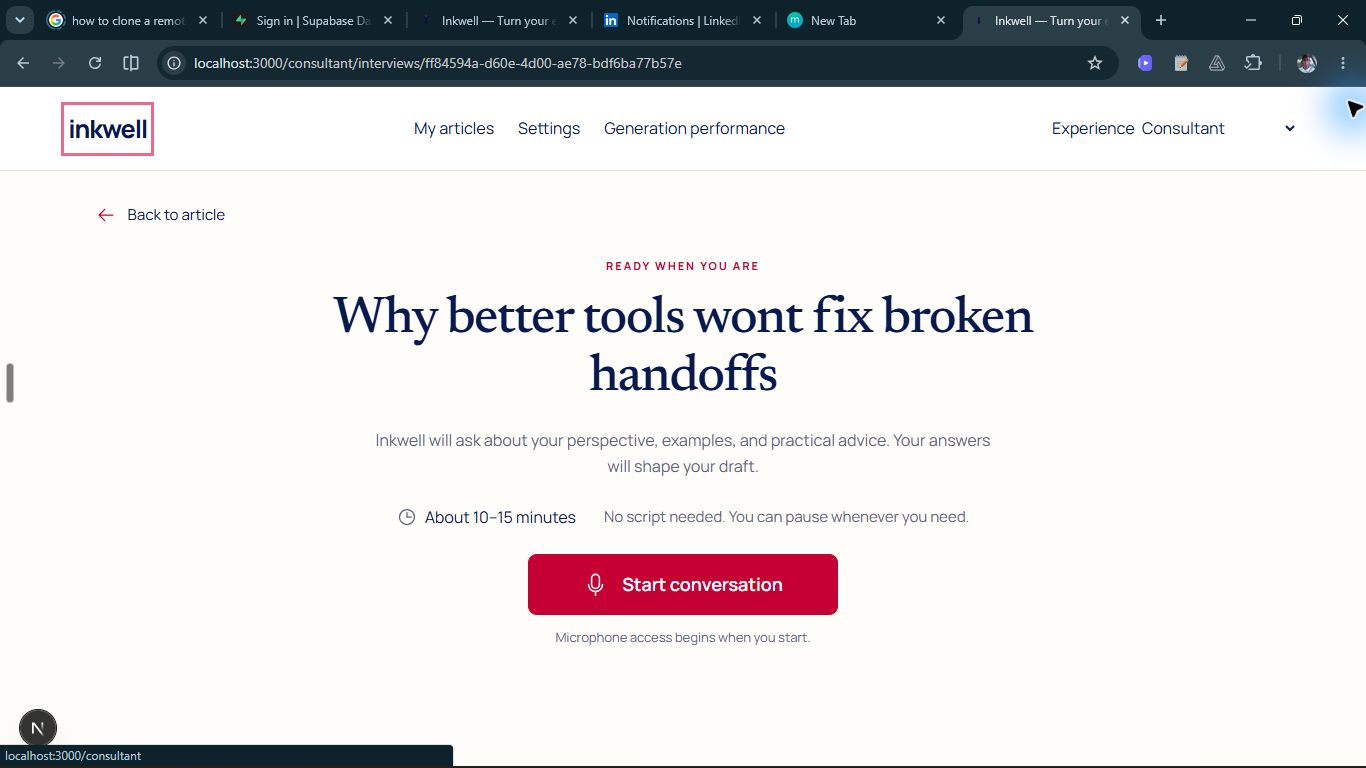 how to clone a remot
Sign in | Supabase Da
Inkwell — Turn your e
Notifications | Linked
New Tab
Inkwell — Turn your e
localhost:3000/consultant/interviews/ff84594a-d60e-4d00-ae78-bdf6ba77b57e
inkwell
My articles
Settings
Generation performance
Experience Consultant
Back to article
READY WHEN YOU ARE
Why better tools wont fix broken
handoffs
Inkwell will ask about your perspective, examples, and practical advice. Your answers
will shape your draft.
About 10–15 minutes
No script needed. You can pause whenever you need.
Start conversation
Microphone access begins when you start.
N
localhost:3000/consultant